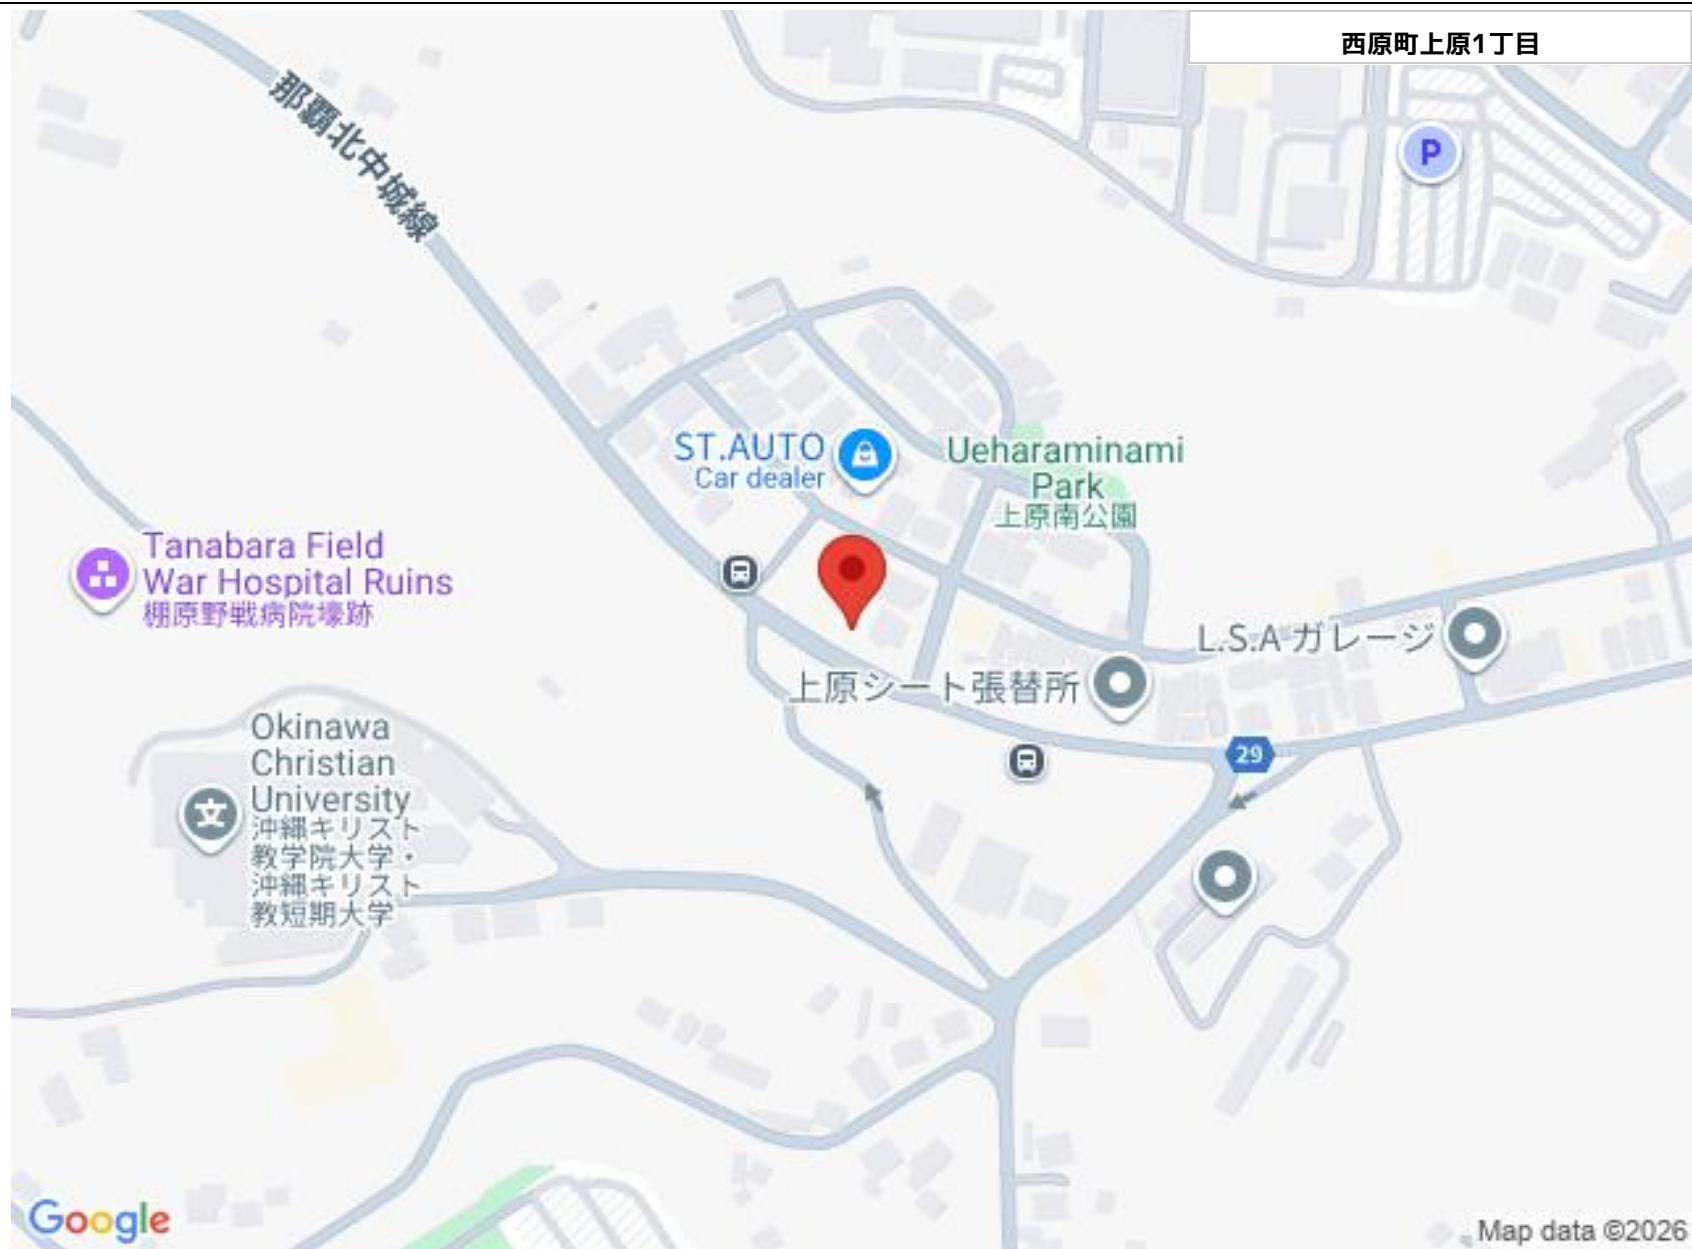 西原町上原1丁目
那覇北中城線
P
ST.AUTO
Car dealer
Ueharaminami
Park
上原南公園
Tanabara Field
War Hospital Ruins
棚原野戦病院壕跡
L.S.A ガレージ
上原シート張替所
29
Okinawa
Christian
University
沖縄キリスト
教学院大学・
沖縄キリスト
教短期大学
文
Google
Map data ©2026